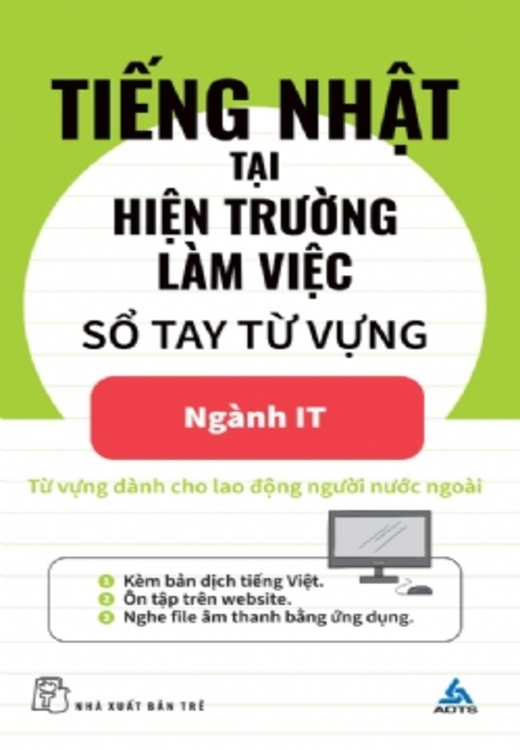 TIẾNG NHẬT
TẠI
HIỆN TRƯỜNG
LÀM VIỆC
SỔ TAY TỪ VỰNG
Ngành IT
Từ vựng dành cho lao động người nước ngoài
1 Kèm bản dịch tiếng Việt.
2 Ôn tập trên website.
3 Nghe file âm thanh bằng ứng dụng.
NHÀ XUẤT BẢN TRẺ
AOTS